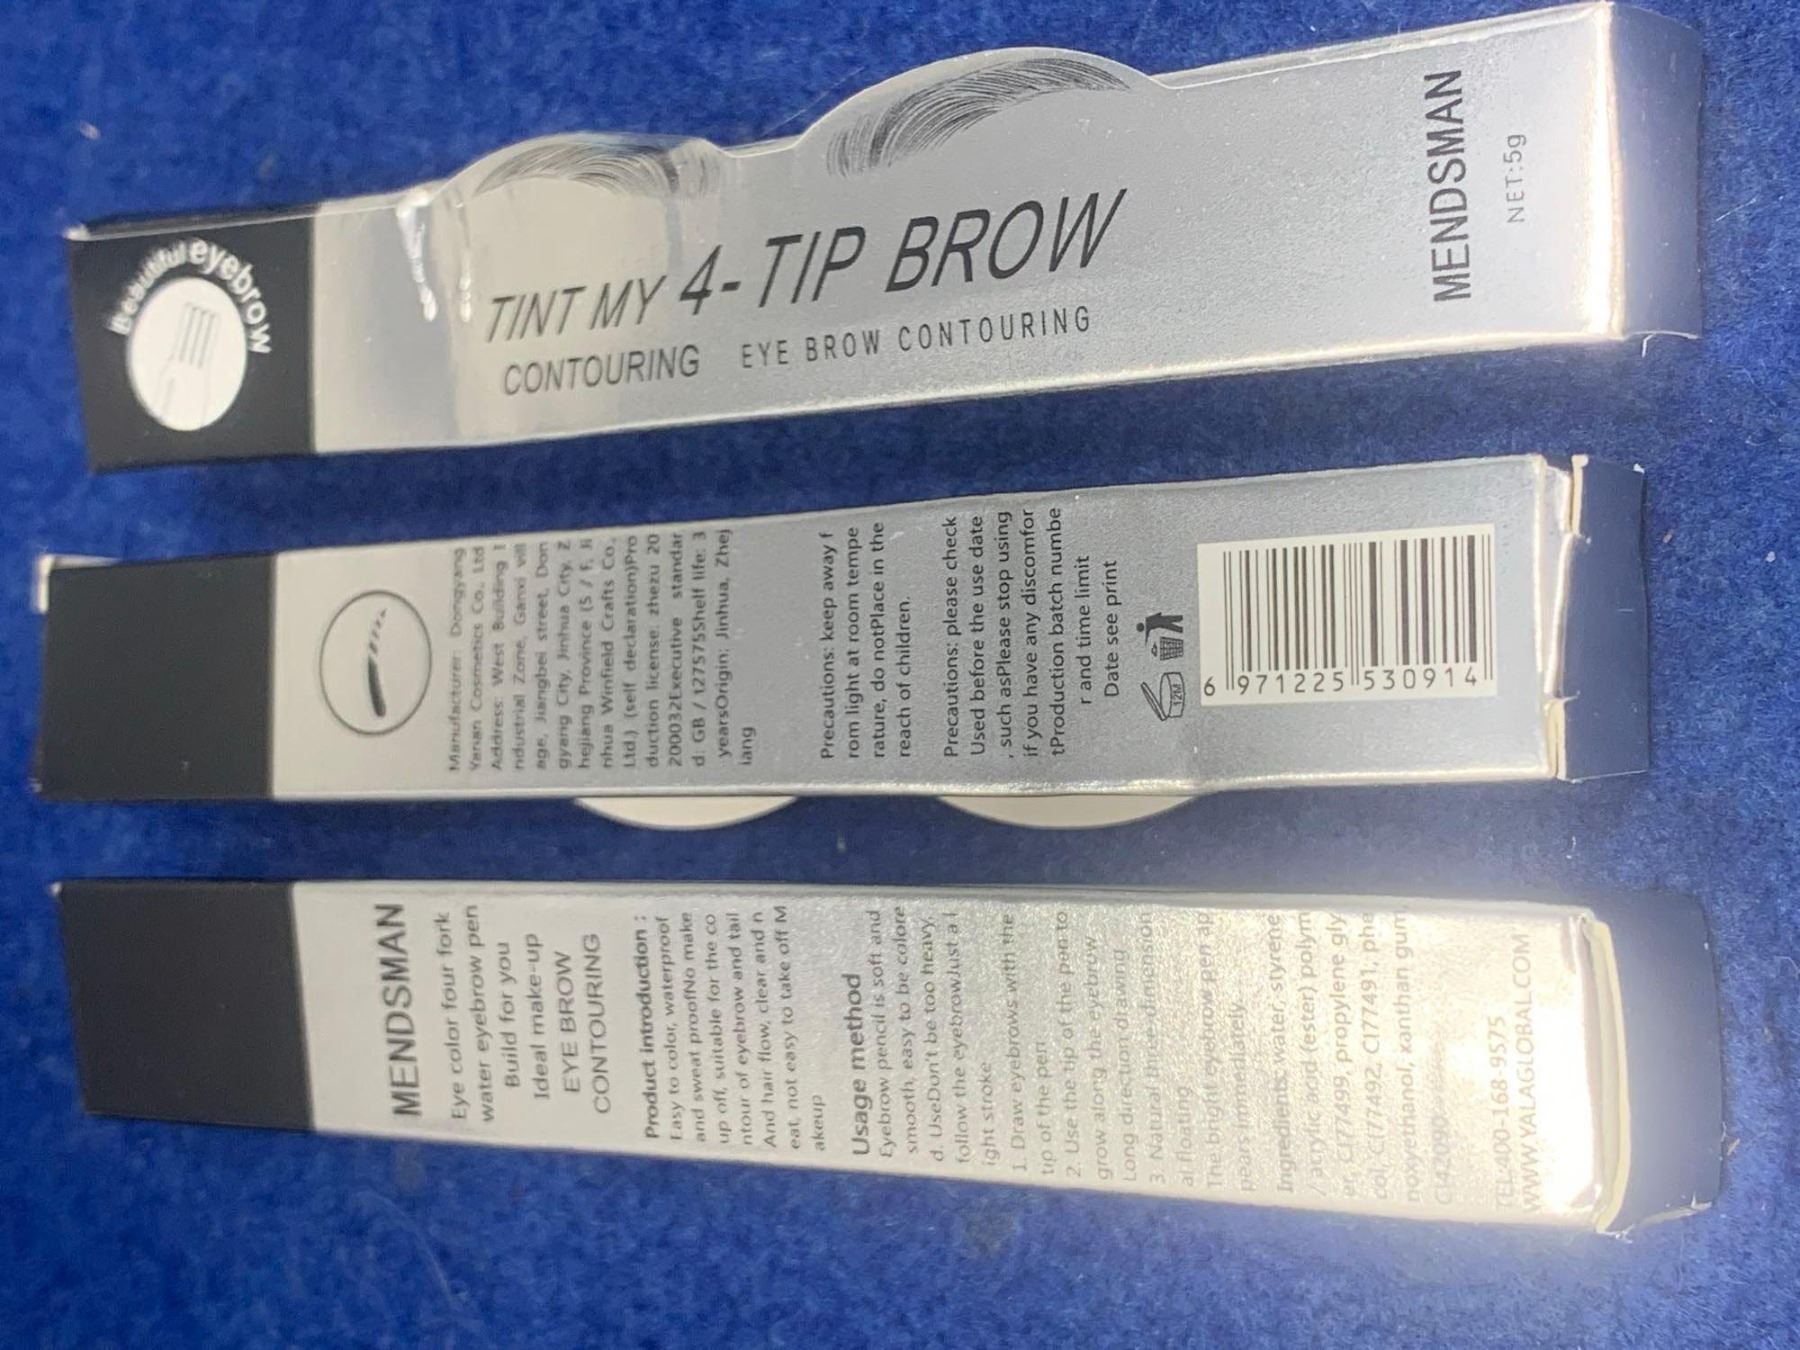 Beautiful eyebrow
TINT MY 4-TIP BROW
CONTOURING EYE BROW CONTOURING
MENDSMAN
NET:5g
Manufacturer: Dongyang
Yanan Cosmetics Co., Ltd
Address: West Building I
ndustrial Zone, Ganxi vill
age, Jiangbei street, Don
gyang City, Jinhua City, Z
hejiang Province (5 / F, Ji
nhua Winfield Crafts Co.,
Ltd.) (self declaration)Pro
duction license: zhezu 20
200032Executive standar
d: GB / t27575Shelf life: 3
yearsOrigin: Jinhua, Zhej
iang
Precautions: keep away f
rom light at room tempe
rature, do notPlace in the
reach of children.
Precautions: please check
Used before the use date
, such asPlease stop using
if you have any discomfor
tProduction batch numbe
r and time limit
Date see print
12M
6 971225 530914
MENDSMAN
Eye color four fork
water eyebrow pen
Build for you
Ideal make-up
EYE BROW
CONTOURING
Product introduction :
Easy to color, waterproof
and sweat proofNo make
up off, suitable for the co
ntour of eyebrow and tail
And hair flow, clear and n
eat, not easy to take off M
akeup
Usage method
Eyebrow pencil is soft and
smooth, easy to be colore
d. UseDon't be too heavy.
follow the eyebrowJust a l
ight stroke
1. Draw eyebrows with the
tip of the pen
2. Use the tip of the pen to
grow along the eyebrow
Long direction drawing
3. Natural three-dimension
al floating
The bright eyebrow pen ap
pears immediately
Ingredients: water, styrene
/ acrylic acid (ester) polym
er, CI77499, propylene gly
col, CI77492, CI77491, phe
noxyethanol, xanthan gum,
CI42090
TEL400-168-9575
WWW.YALAGLOBAL.COM